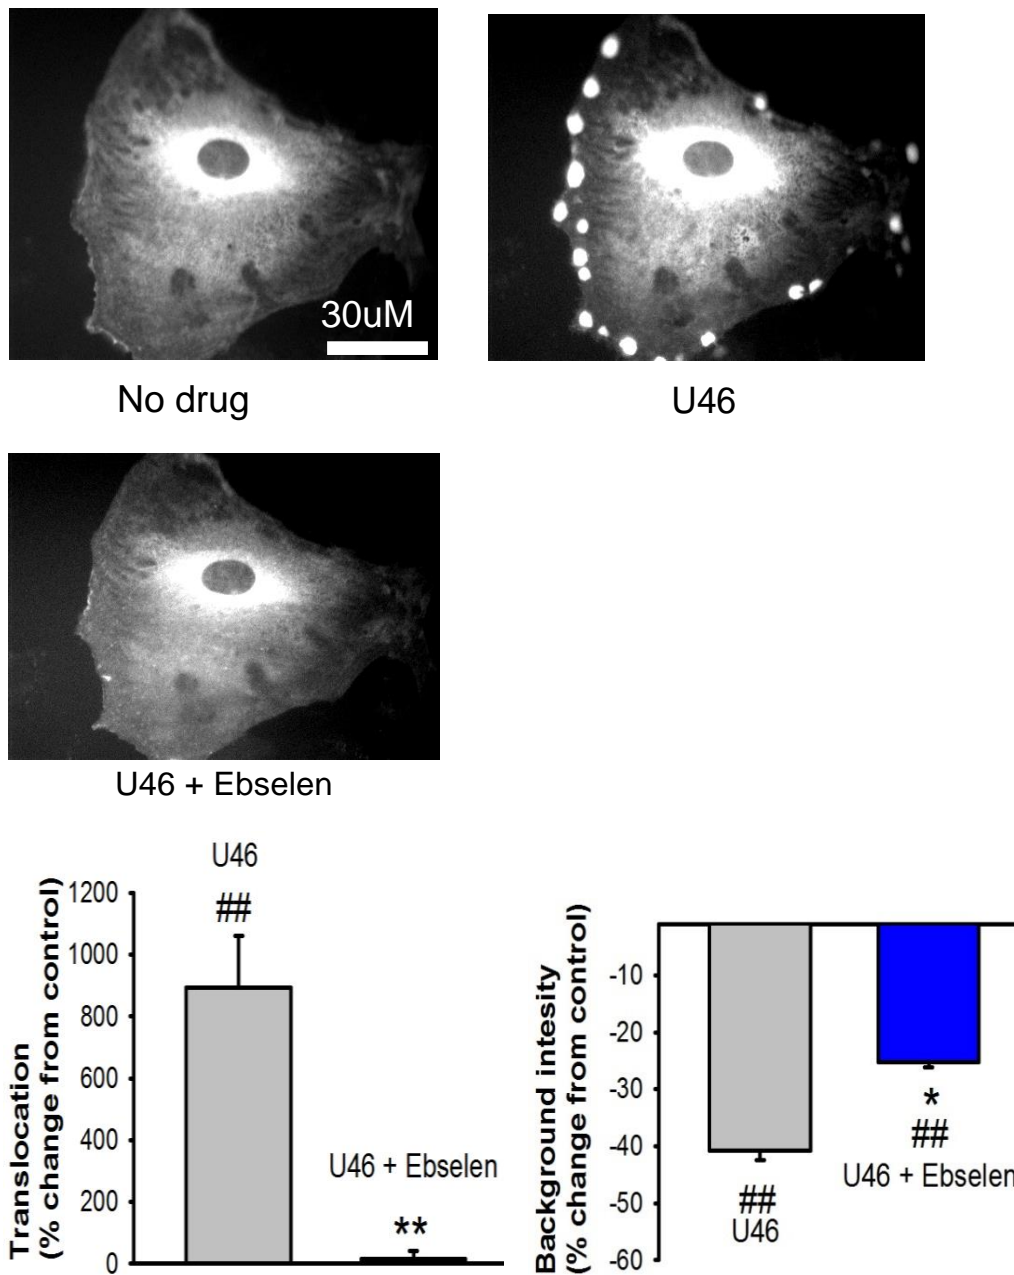 30uM
No drug
U46
U46 + Ebselen
U46
##
U46 + Ebselen
**
Translocation
(% change from control)
1200
1000
800
600
400
200
0
Background intesity
(% change from control)
-10
-20
-30
-40
-50
-60
##
U46
*
##
U46 + Ebselen